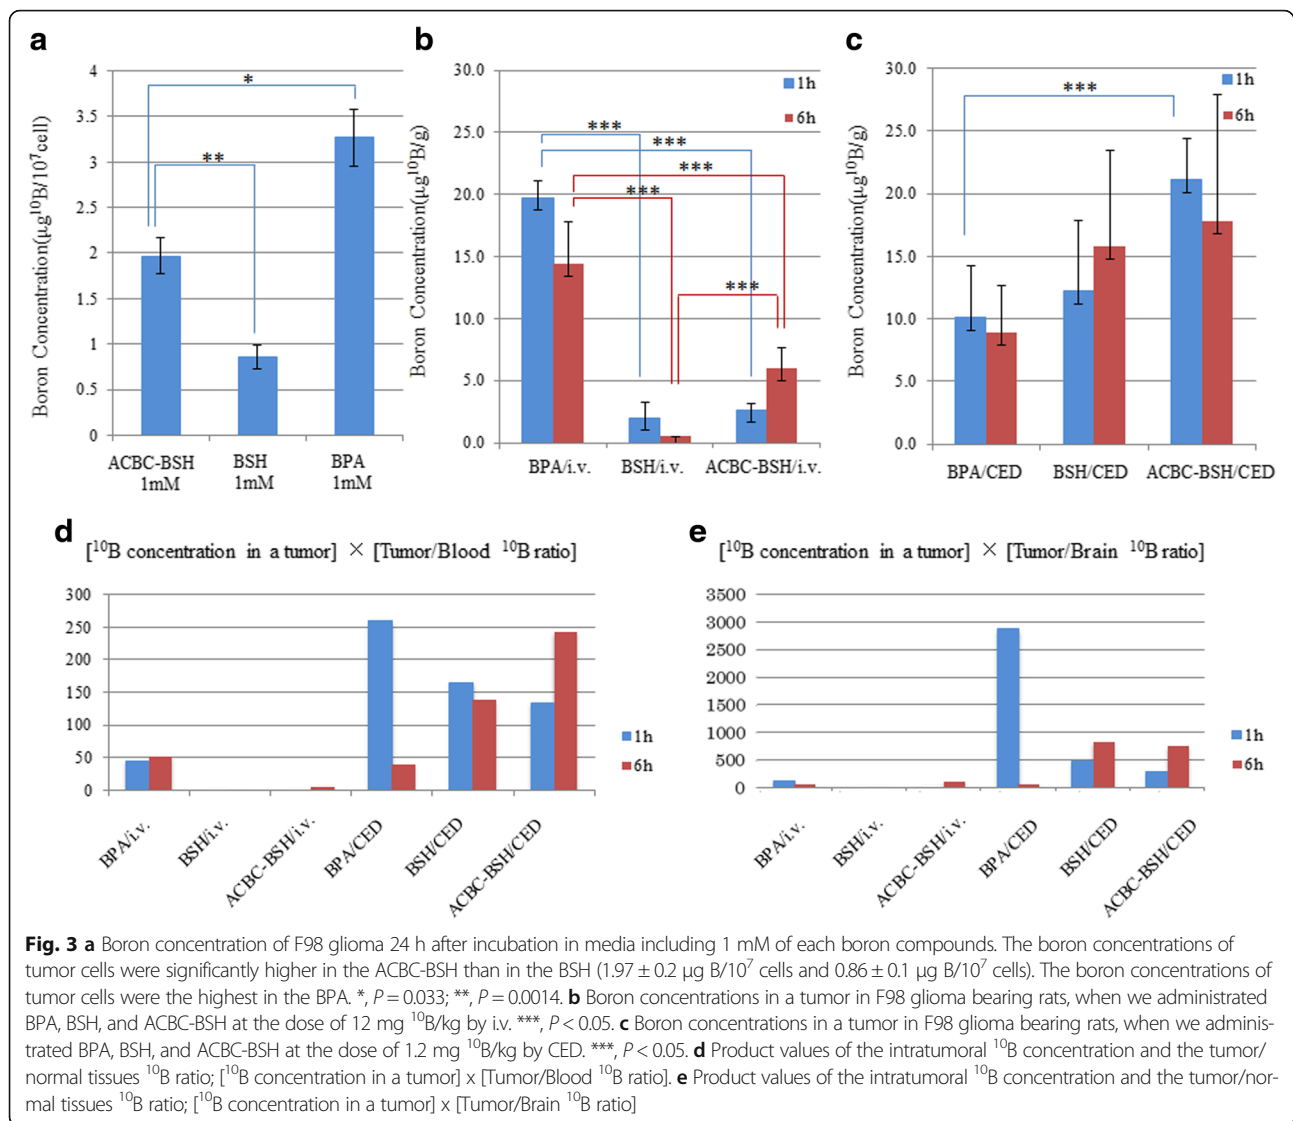 a
4
3.5
3
2.5
2
1.5
1
0.5
0
Boron Concentration(μg¹⁰B/10⁷cell)
*
**
ACBC-BSH
1mM
BSH
1mM
BPA
1mM
b
30.0
25.0
20.0
15.0
10.0
5.0
0.0
Boron Concentration(μg¹⁰B/g)
1h
6h
***
***
***
***
***
BPA/i.v.
BSH/i.v.
ACBC-BSH/i.v.
c
30.0
25.0
20.0
15.0
10.0
5.0
0.0
Boron Concentration(μg¹⁰B/g)
1h
6h
***
BPA/CED
BSH/CED
ACBC-BSH/CED
d
[¹⁰B concentration in a tumor] × [Tumor/Blood ¹⁰B ratio]
300
250
200
150
100
50
0
1h
6h
BPA/i.v.
BSH/i.v.
ACBC-BSH/i.v.
BPA/CED
BSH/CED
ACBC-BSH/CED
e
[¹⁰B concentration in a tumor] × [Tumor/Brain ¹⁰B ratio]
3500
3000
2500
2000
1500
1000
500
0
1h
6h
BPA/i.v.
BSH/i.v.
ACBC-BSH/i.v.
BPA/CED
BSH/CED
ACBC-BSH/CED
Fig. 3 a Boron concentration of F98 glioma 24 h after incubation in media including 1 mM of each boron compounds. The boron concentrations of
tumor cells were significantly higher in the ACBC-BSH than in the BSH (1.97 ± 0.2 μg B/10⁷ cells and 0.86 ± 0.1 μg B/10⁷ cells). The boron concentrations of
tumor cells were the highest in the BPA. *, P = 0.033; **, P = 0.0014. b Boron concentrations in a tumor in F98 glioma bearing rats, when we administrated
BPA, BSH, and ACBC-BSH at the dose of 12 mg ¹⁰B/kg by i.v. ***, P < 0.05. c Boron concentrations in a tumor in F98 glioma bearing rats, when we adminis-
trated BPA, BSH, and ACBC-BSH at the dose of 1.2 mg ¹⁰B/kg by CED. ***, P < 0.05. d Product values of the intratumoral ¹⁰B concentration and the tumor/
normal tissues ¹⁰B ratio; [¹⁰B concentration in a tumor] x [Tumor/Blood ¹⁰B ratio]. e Product values of the intratumoral ¹⁰B concentration and the tumor/nor-
mal tissues ¹⁰B ratio; [¹⁰B concentration in a tumor] x [Tumor/Brain ¹⁰B ratio]